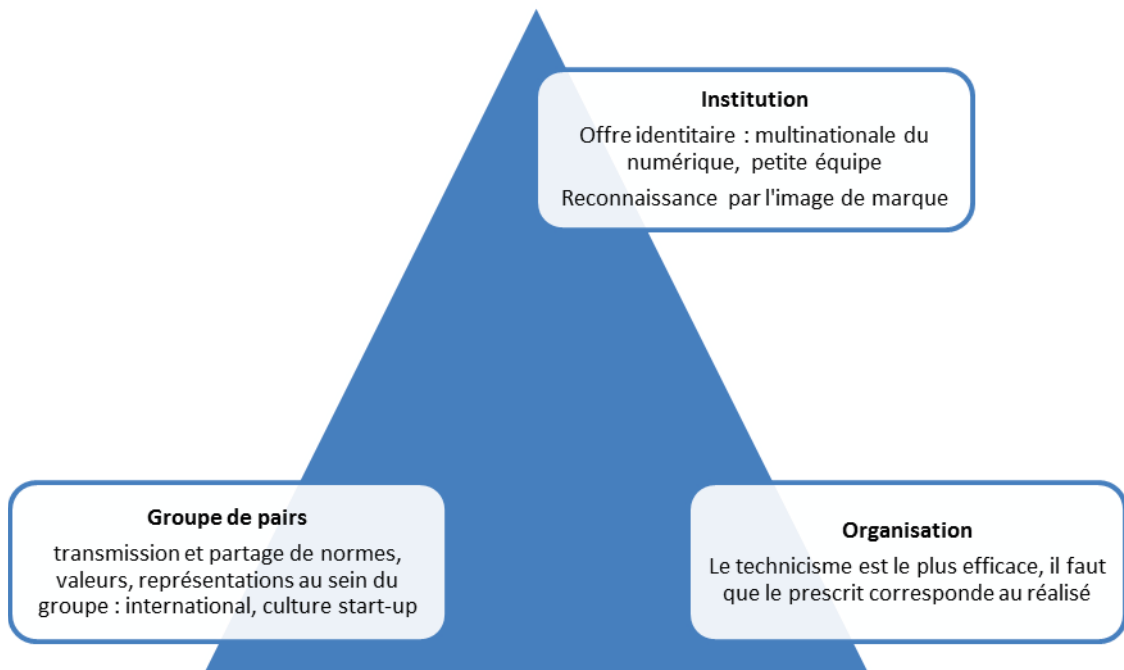 Institution
Offre identitaire : multinationale du
numérique, petite équipe
Reconnaissance par l'image de marque
Groupe de pairs
transmission et partage de normes,
valeurs, représentations au sein du
groupe : international, culture start-up
Organisation
Le technicisme est le plus efficace, il faut
que le prescrit corresponde au réalisé